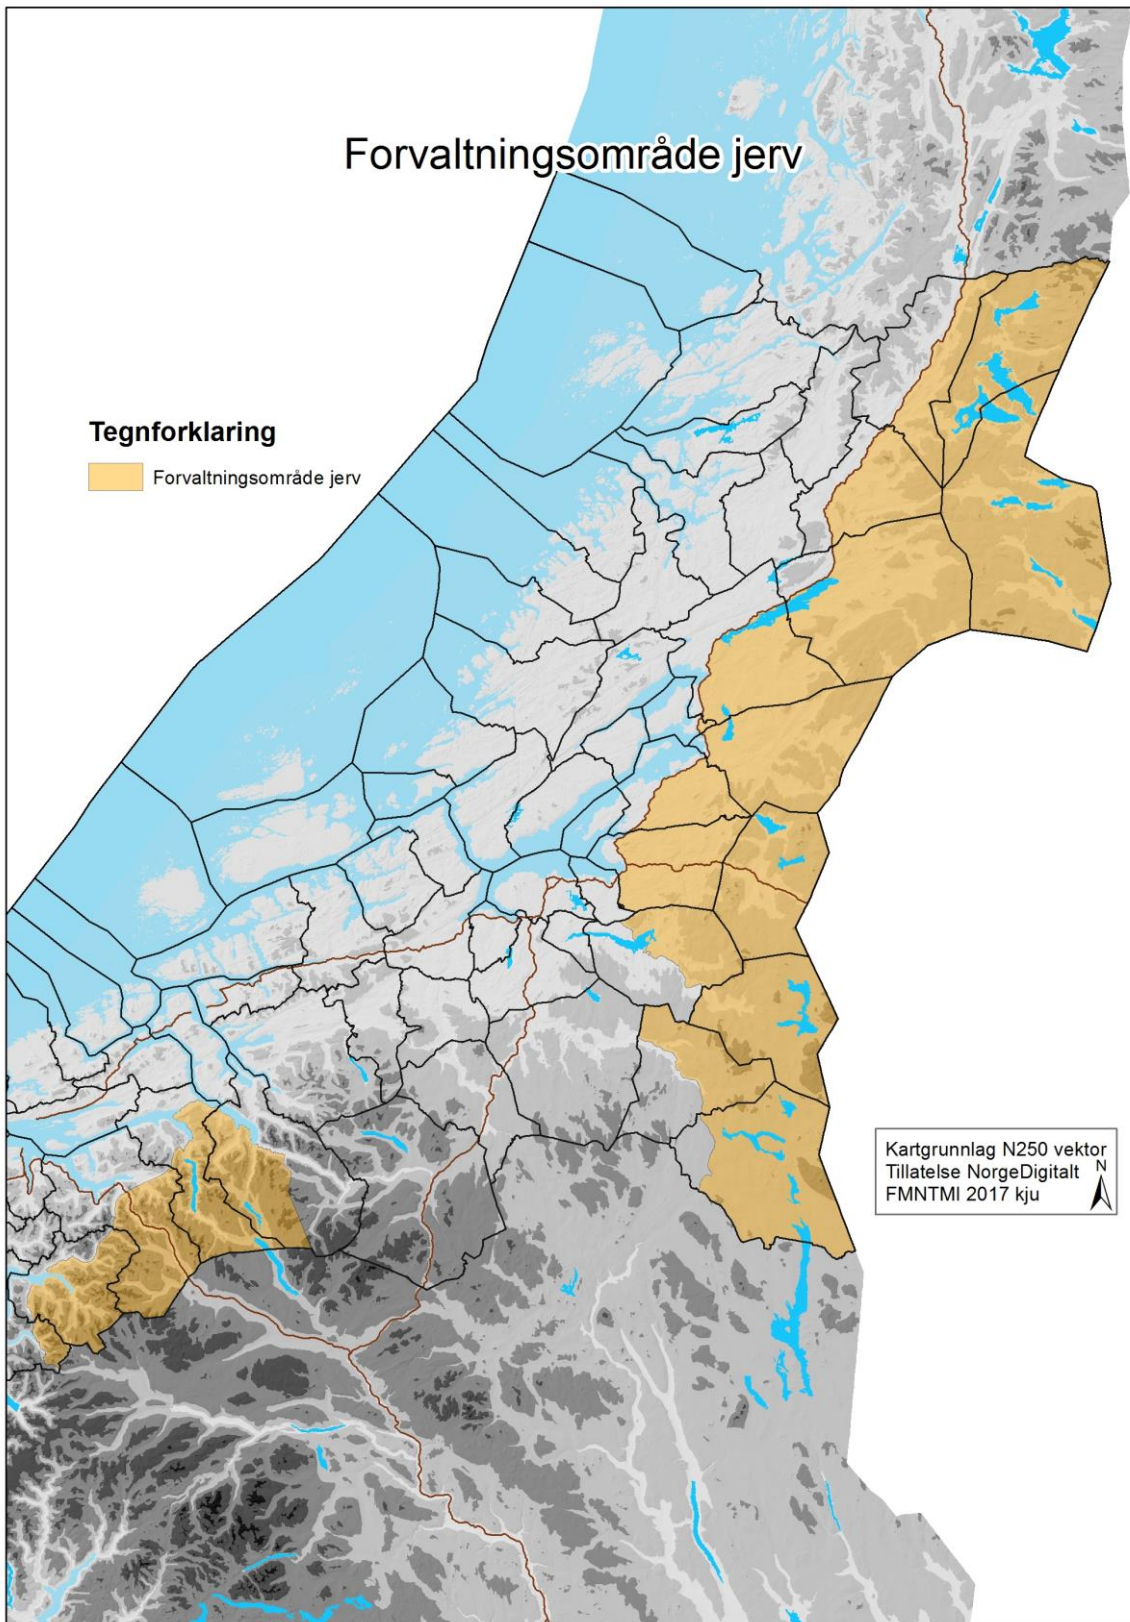 Forvaltningsområde jerv
Tegnforklaring
Forvaltningsområde jerv
Kartgrunnlag N250 vektor
Tillatelse NorgeDigitalt
FMNTMI 2017 kju
N